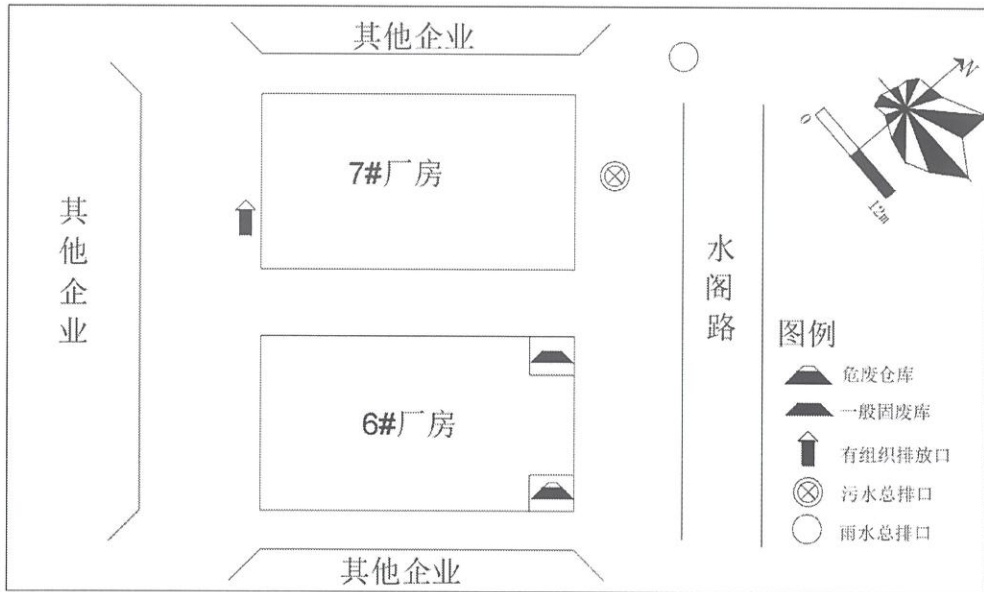 其他企业
N
0
12m
7#厂房
其他企业
水阁路
6#厂房
其他企业
图例
危废仓库
一般固废库
有组织排放口
污水总排口
雨水总排口